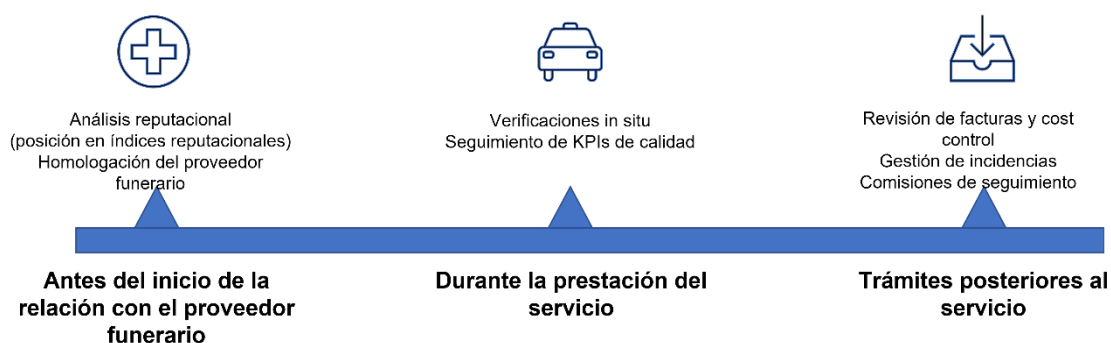 Análisis reputacional
(posición en índices reputacionales)
Homologación del proveedor
funerario
Verificaciones in situ
Seguimiento de KPIs de calidad
Revisión de facturas y cost
control
Gestión de incidencias
Comisiones de seguimiento
Antes del inicio de la
relación con el proveedor
funerario
Durante la prestación del
servicio
Trámites posteriores al
servicio